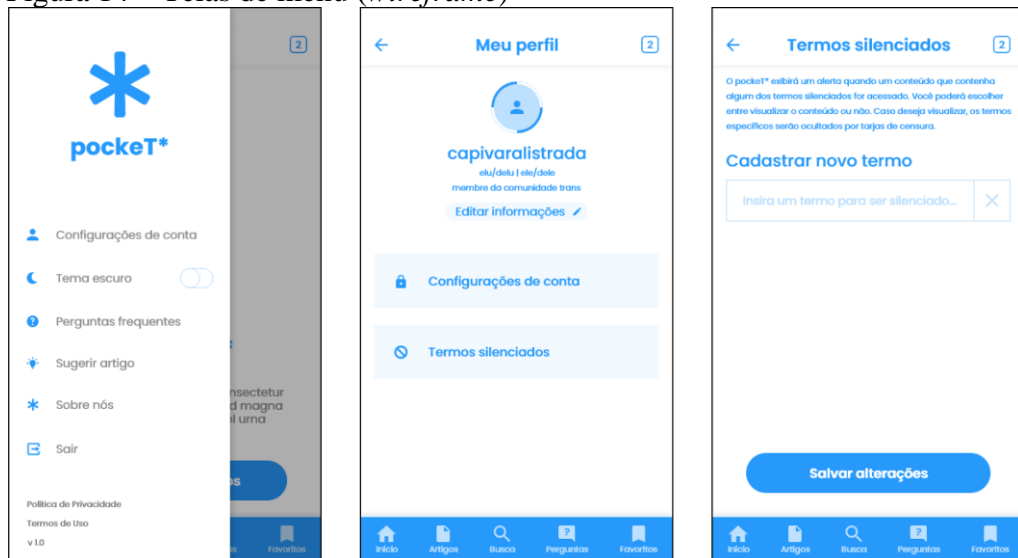 Figura 14 – Telas de menu (wireframe)
2
pockeT*
Configurações de conta
Tema escuro
Perguntas frequentes
Sugerir artigo
Sobre nós
Sair
Política de Privacidade
Termos de Uso
v 1.0
nsectetur
d magna
el urna
os
Favoritos
Meu perfil
2
capivaralistrada
elu/delu | ele/dele
membre da comunidade trans
Editar informações
Configurações de conta
Termos silenciados
Início Artigos Busca Perguntas Favoritos
Termos silenciados
2
O pockeT* exibirá um alerta quando um conteúdo que contenha
algum dos termos silenciados for acessado. Você poderá escolher
entre visualizar o conteúdo ou não. Caso deseja visualizar, os termos
específicos serão ocultados por tarjas de censura.
Cadastrar novo termo
Insira um termo para ser silenciado...
Salvar alterações
Início Artigos Busca Perguntas Favoritos